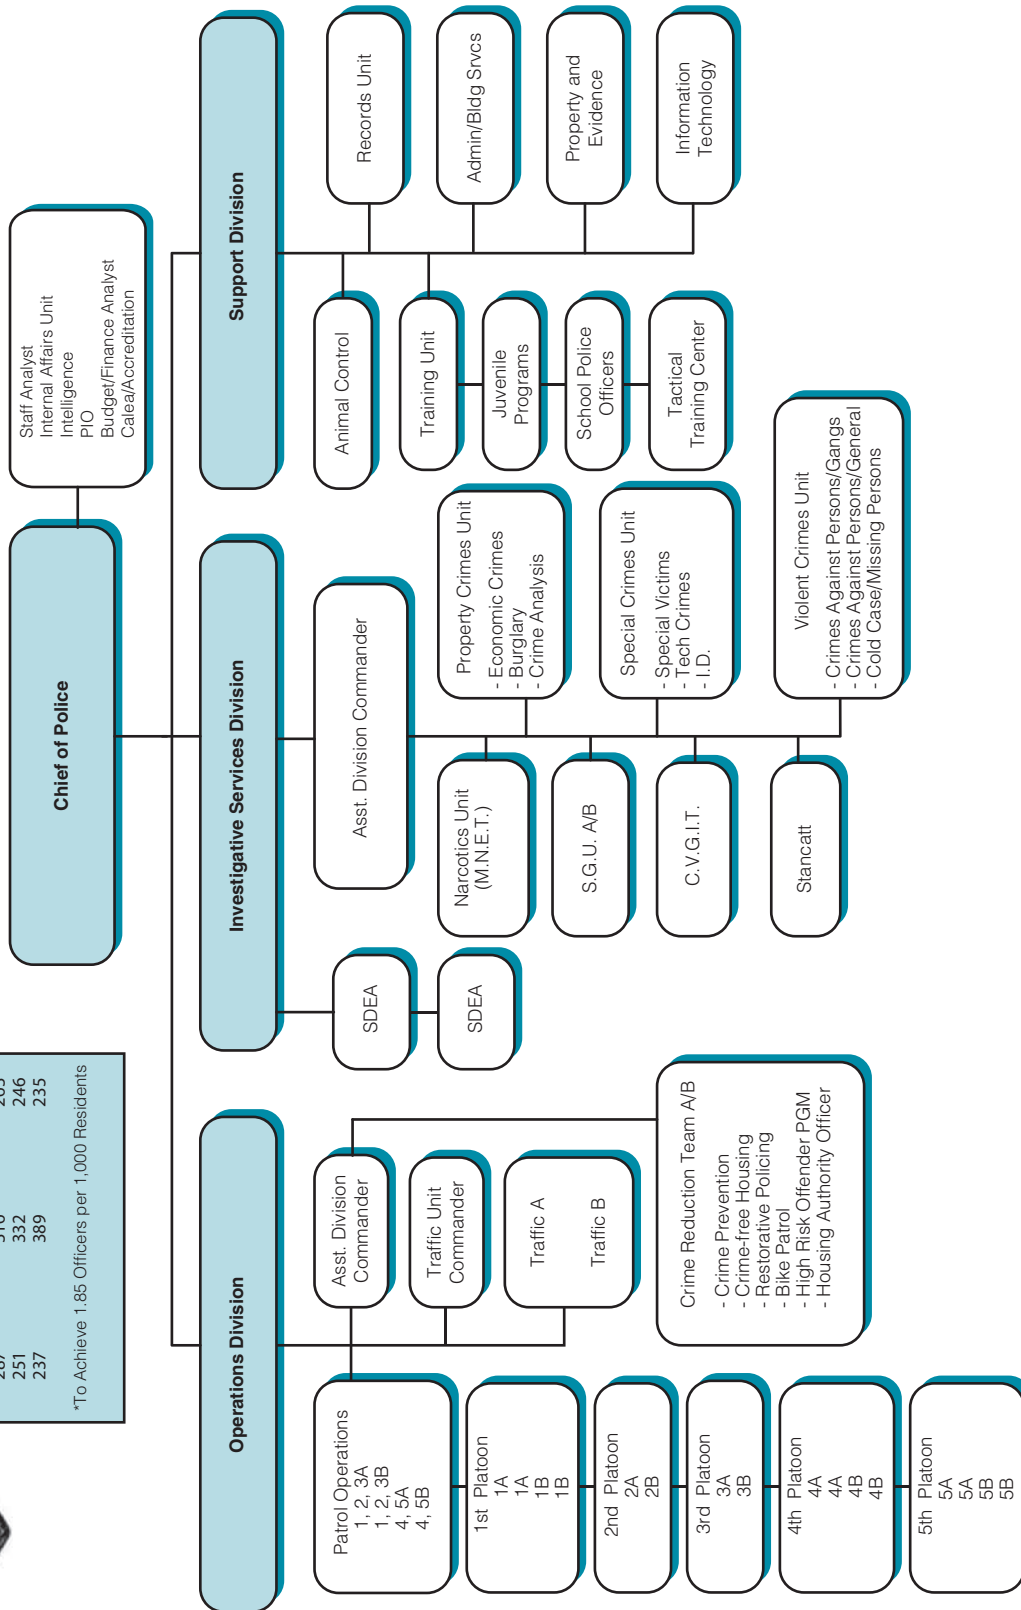 287 316 265
251 332 246
237 389 235
*To Achieve 1.85 Officers per 1,000 Residents
Chief of Police
Staff Analyst
Internal Affairs Unit
Intelligence
PIO
Budget/Finance Analyst
Calea/Accreditation
Operations Division
Investigative Services Division
Support Division
Patrol Operations
1, 2, 3A
1, 2, 3B
4, 5A
4, 5B
1st Platoon
1A
1A
1B
1B
2nd Platoon
2A
2B
3rd Platoon
3A
3B
4th Platoon
4A
4A
4B
4B
5th Platoon
5A
5A
5B
5B
Asst. Division
Commander
Traffic Unit
Commander
Traffic A
Traffic B
Crime Reduction Team A/B
- Crime Prevention
- Crime-free Housing
- Restorative Policing
- Bike Patrol
- High Risk Offender PGM
- Housing Authority Officer
SDEA
SDEA
Asst. Division Commander
Narcotics Unit
(M.N.E.T.)
S.G.U. A/B
C.V.G.I.T.
Stancatt
Property Crimes Unit
- Economic Crimes
- Burglary
- Crime Analysis
Special Crimes Unit
- Special Victims
- Tech Crimes
- I.D.
Violent Crimes Unit
- Crimes Against Persons/Gangs
- Crimes Against Persons/General
- Cold Case/Missing Persons
Animal Control
Training Unit
Juvenile
Programs
School Police
Officers
Tactical
Training Center
Records Unit
Admin/Bldg Srvcs
Property and
Evidence
Information
Technology